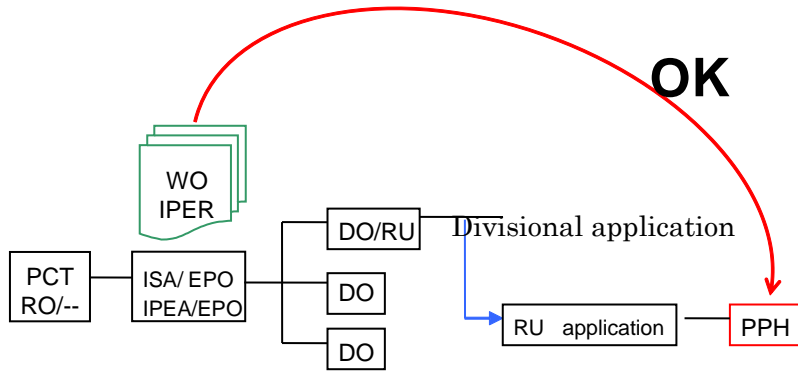 OK
WO
IPER
DO/RU
Divisional application
PCT
RO/--
ISA/ EPO
IPEA/EPO
DO
DO
RU application
PPH